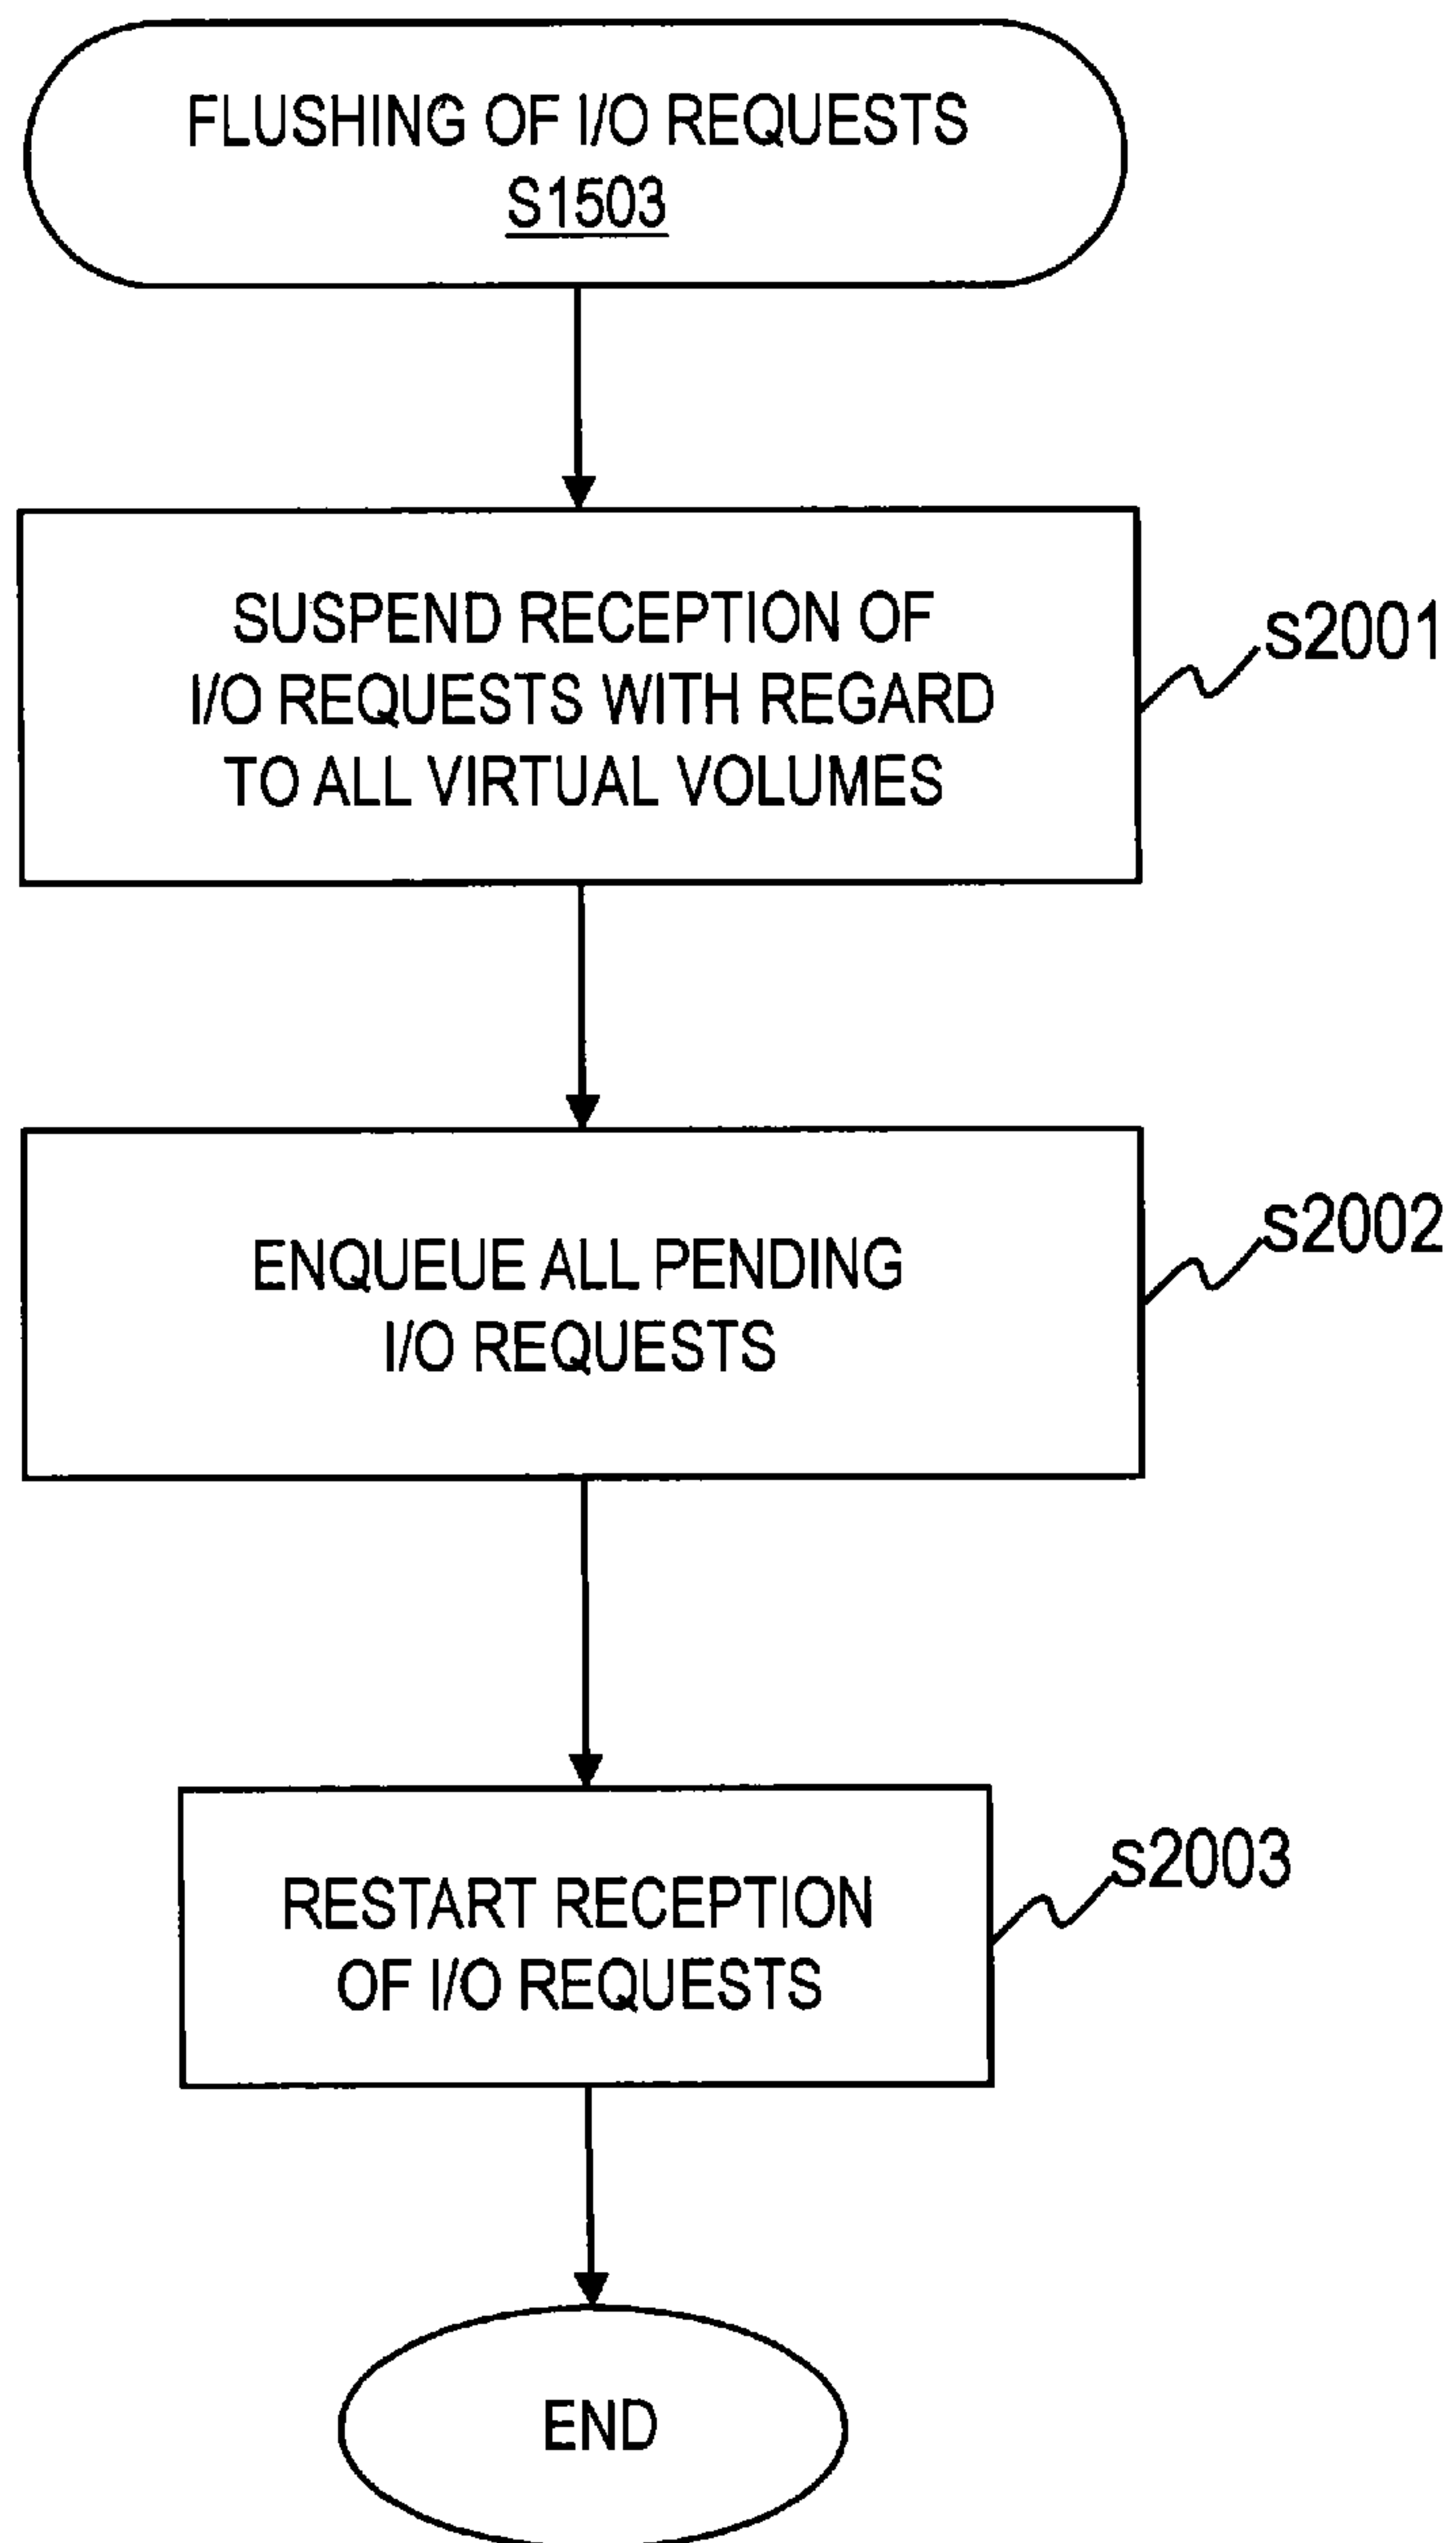 FLUSHING OF I/O REQUESTS
S1503
SUSPEND RECEPTION OF
I/O REQUESTS WITH REGARD
TO ALL VIRTUAL VOLUMES
S2001
ENQUEUE ALL PENDING
I/O REQUESTS
S2002
RESTART RECEPTION
OF I/O REQUESTS
S2003
END